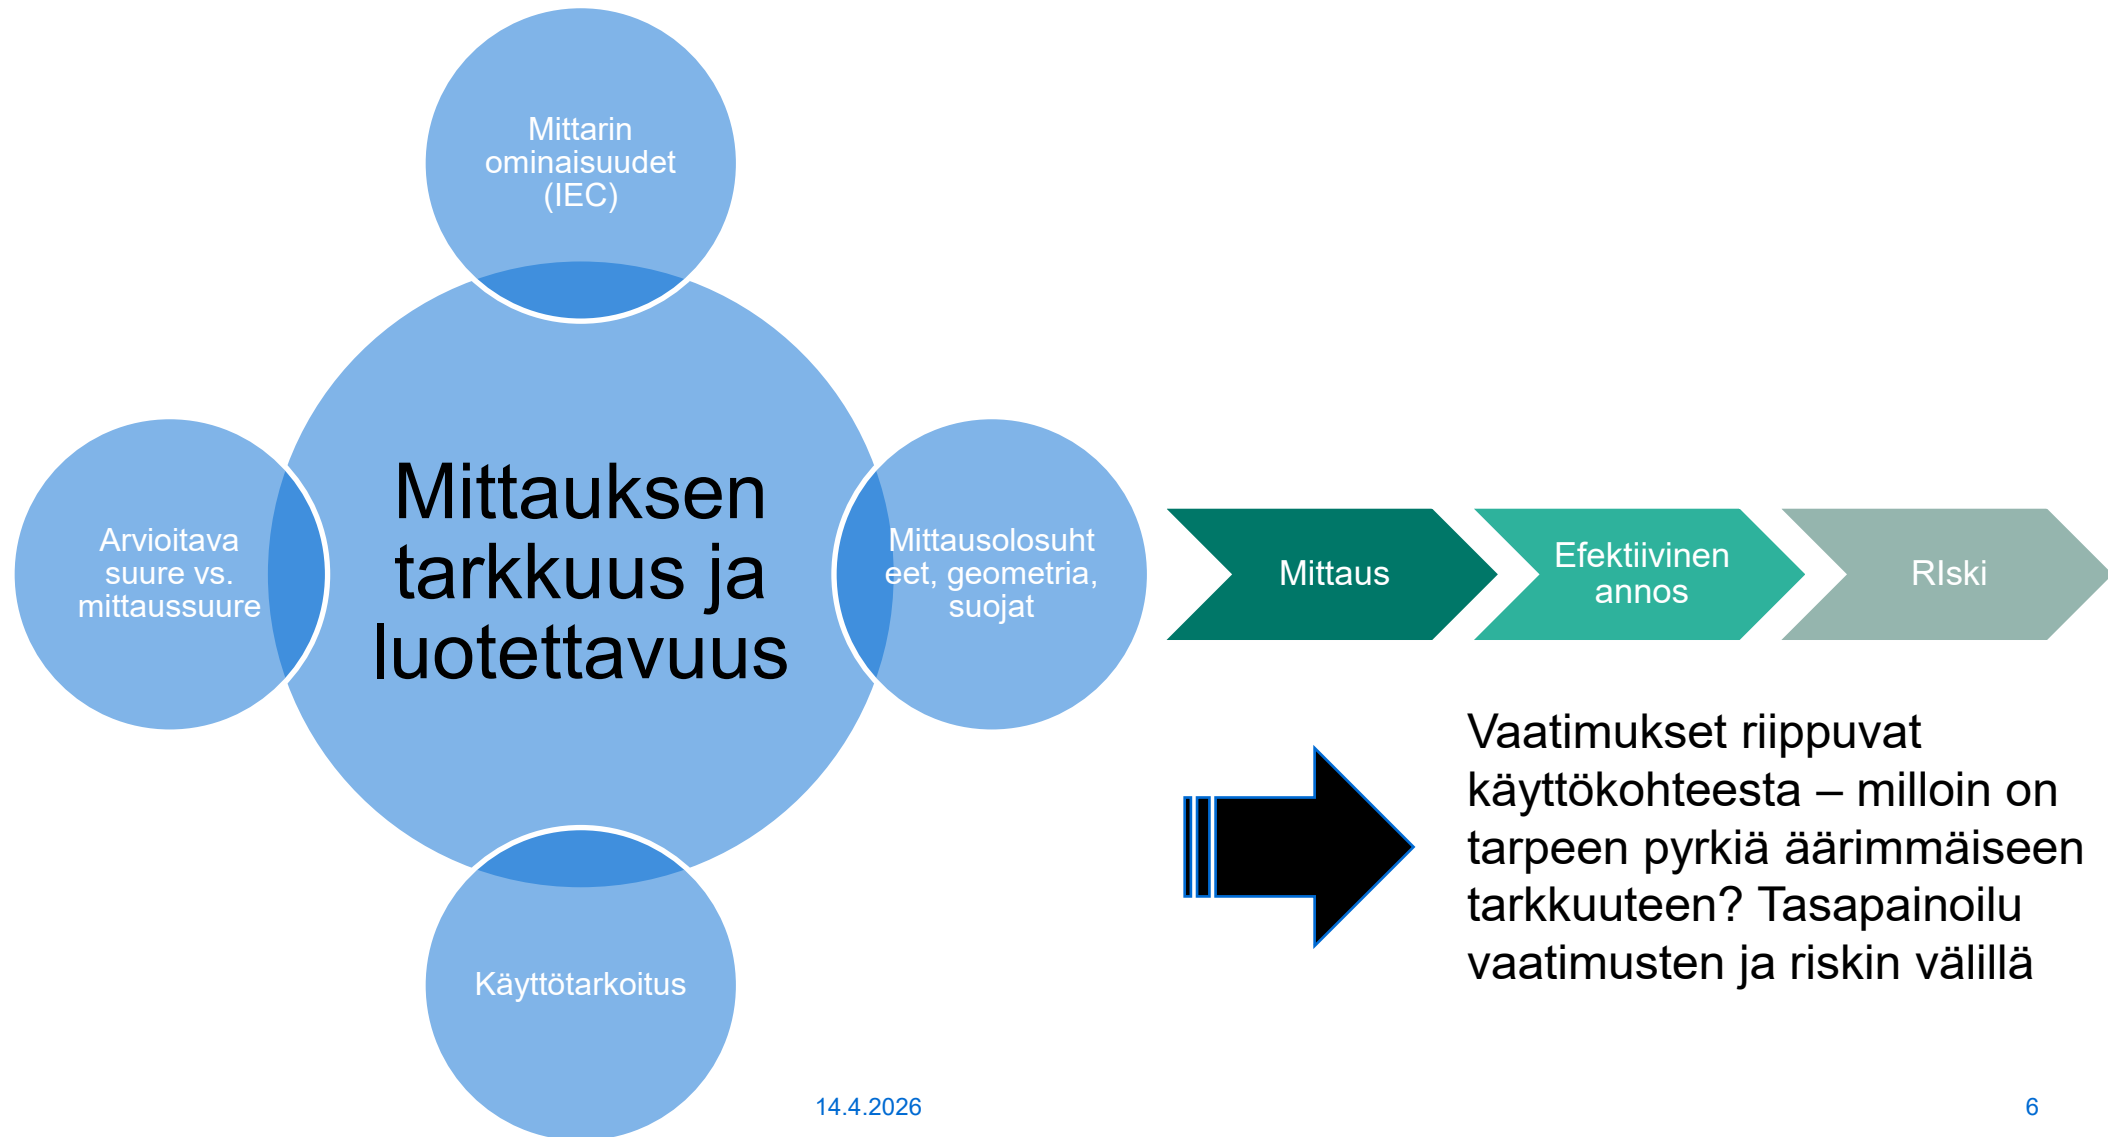 Mittarin
ominaisuudet
(IEC)
Arvioitava
suure vs.
mittaussuure
Mittauksen
tarkkuus ja
luotettavuus
Mittausolosuht
eet, geometria,
suojat
Käyttötarkoitus
Mittaus
Efektiivinen
annos
RIski
Vaatimukset riippuvat
käyttökohteesta – milloin on
tarpeen pyrkiä äärimmäiseen
tarkkuuteen? Tasapainoilu
vaatimusten ja riskin välillä
14.4.2026
6